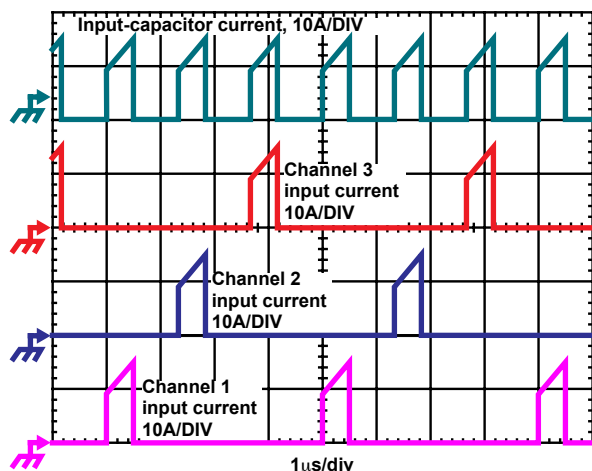 Input-capacitor current, 10A/DIV
Channel 3
input current
10A/DIV
Channel 2
input current
10A/DIV
Channel 1
input current
10A/DIV
1µs/div